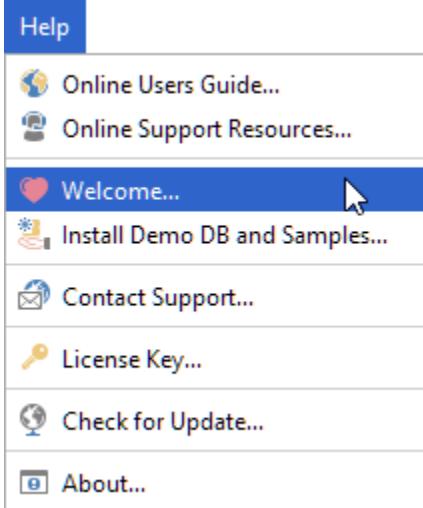 Help
Online Users Guide...
Online Support Resources...
Welcome...
Install Demo DB and Samples...
Contact Support...
License Key...
Check for Update...
About...